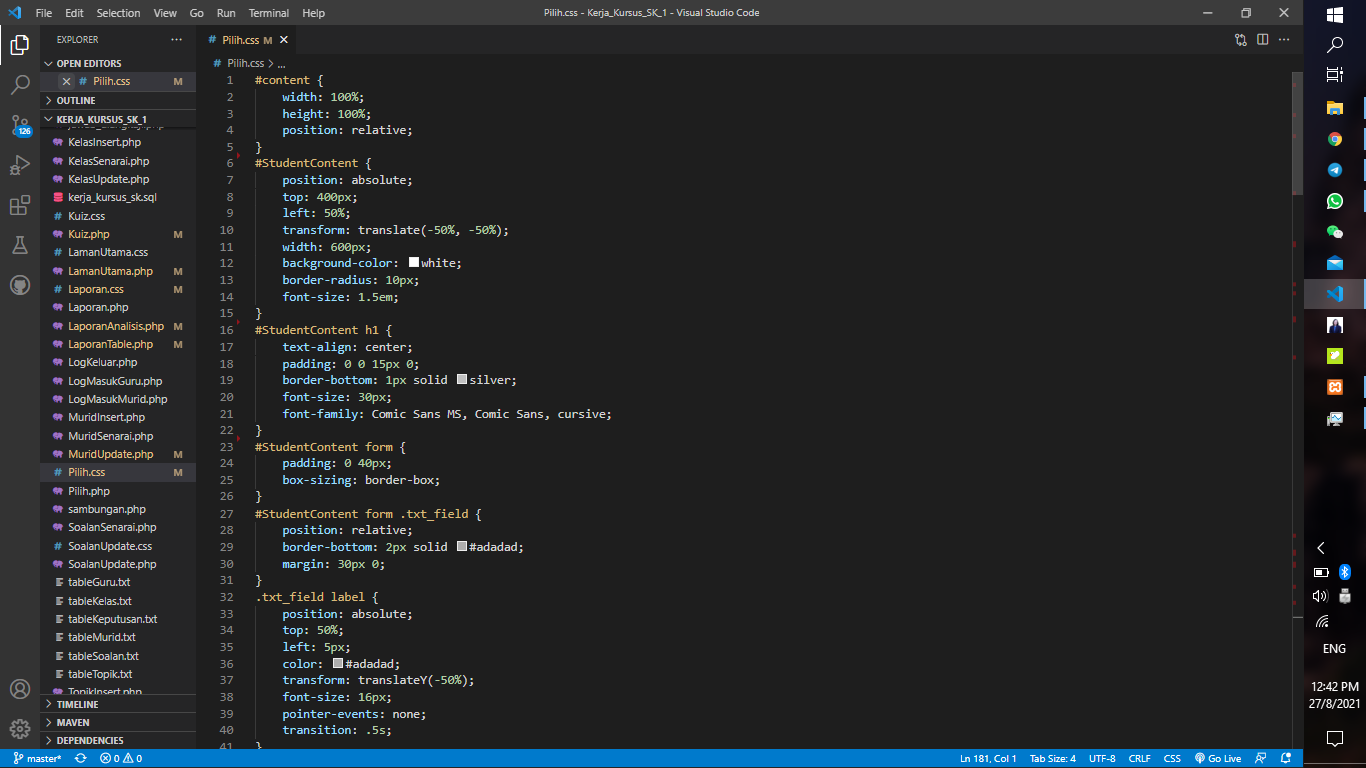 File Edit Selection View Go Run Terminal Help
Pilih.css - Kerja_Kursus_SK_1 - Visual Studio Code
EXPLORER
OPEN EDITORS
Pilih.css M
OUTLINE
KERJA_KURSUS_SK_1
KelasInsert.php
KelasSenarai.php
KelasUpdate.php
kerja_kursus_sk.sql
Kuiz.css
Kuiz.php M
LamanUtama.css
LamanUtama.php M
Laporan.css M
Laporan.php
LaporanAnalisis.php M
LaporanTable.php M
LogKeluar.php
LogMasukGuru.php
LogMasukMurid.php
MuridInsert.php
MuridSenarai.php
MuridUpdate.php M
Pilih.css M
Pilih.php
sambungan.php
SoalanSenarai.php
SoalanUpdate.css
SoalanUpdate.php
tableGuru.txt
tableKelas.txt
tableKeputusan.txt
tableMurid.txt
tableSoalan.txt
tableTopik.txt
TopikInsert.php
TIMELINE
MAVEN
DEPENDENCIES
126
# Pilih.css M
# Pilih.css > ...
1 #content {
2 width: 100%;
3 height: 100%;
4 position: relative;
5 }
6 #StudentContent {
7 position: absolute;
8 top: 400px;
9 left: 50%;
10 transform: translate(-50%, -50%);
11 width: 600px;
12 background-color: white;
13 border-radius: 10px;
14 font-size: 1.5em;
15 }
16 #StudentContent h1 {
17 text-align: center;
18 padding: 0 0 15px 0;
19 border-bottom: 1px solid silver;
20 font-size: 30px;
21 font-family: Comic Sans MS, Comic Sans, cursive;
22 }
23 #StudentContent form {
24 padding: 0 40px;
25 box-sizing: border-box;
26 }
27 #StudentContent form .txt_field {
28 position: relative;
29 border-bottom: 2px solid #adadad;
30 margin: 30px 0;
31 }
32 .txt_field label {
33 position: absolute;
34 top: 50%;
35 left: 5px;
36 color: #adadad;
37 transform: translateY(-50%);
38 font-size: 16px;
39 pointer-events: none;
40 transition: .5s;
41 }
master* 0 0
Ln 181, Col 1 Tab Size: 4 UTF-8 CRLF CSS Go Live
ENG
12:42 PM
27/8/2021